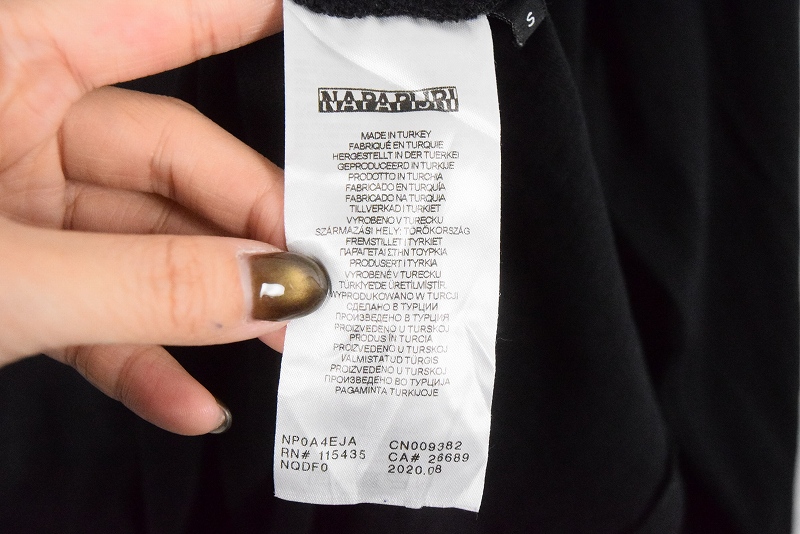 S
NAPAPIJRI
MADE IN TURKEY
FABRIQUÉ EN TURQUIE
HERGESTELLT IN DER TUERKEI
GEPRODUCEERD IN TURKIJE
PRODOTTO IN TURCHIA
FABRICADO EN TURQUÍA
FABRICADO NA TURQUIA
TILLVERKAD I TURKIET
VYROBENO V TURECKU
SZÁRMAZÁSI HELY: TÖRÖKORSZÁG
FREMSTILLET I TYRKIET
ΠΑΡΑΓΕΤΑΙ ΣΤΗΝ ΤΟΥΡΚΙΑ
PRODUSERT I TYRKIA
VYROBENÉ V TURECKU
TÜRKİYE'DE ÜRETİLMİŞTİR.
WYPRODUKOWANO W TURCJI
СДЕЛАНО В ТУРЦИИ
ПРОИЗВЕДЕНО В ТУРЦИЯ
PROIZVEDENO U TURSKOJ
PRODUS ÎN TURCIA
PROIZVEDENO U TURSKOJ
VALMISTATUD TÜRGIS
PROIZVEDENO U TURSKOJ
ПРОИЗВЕДЕНО ВО ТУРЦИЈА
PAGAMINTA TURKIJOJE
NP0A4EJA CN009382
RN# 115435 CA# 26689
NQDF0 2020.08